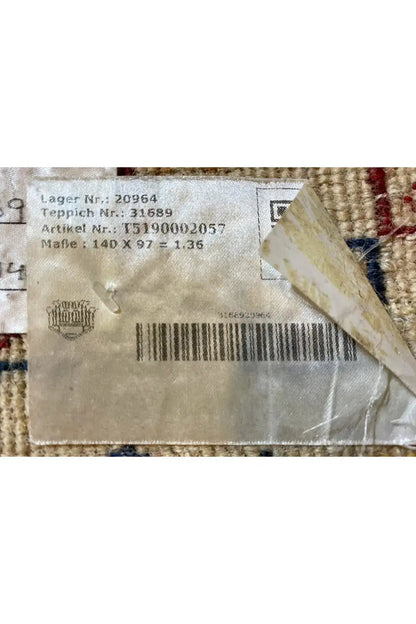 Lager Nr.: 20964
Teppich Nr.: 31689
Artikel Nr.: T5190002057
Maße : 140 X 97 = 1.36
3168920964